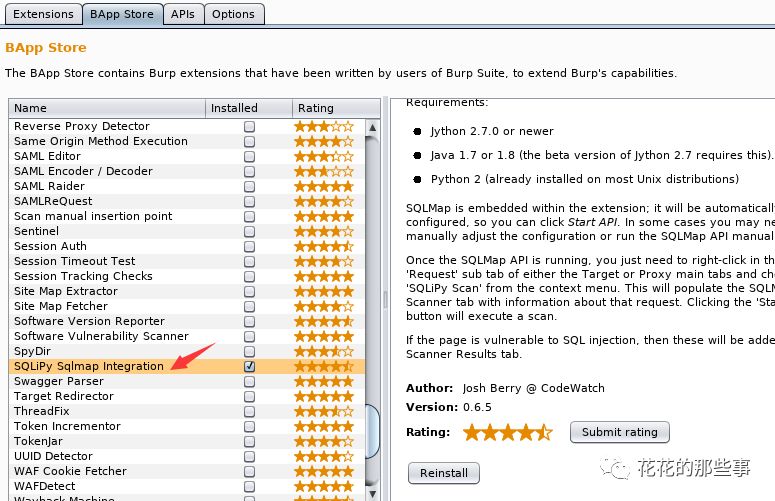 Extensions BApp Store APIs Options
BApp Store
The BApp Store contains Burp extensions that have been written by users of Burp Suite, to extend Burp's capabilities.
Name Installed Rating
Reverse Proxy Detector
Same Origin Method Execution
SAML Editor
SAML Encoder / Decoder
SAML Raider
SAMLReQuest
Scan manual insertion point
Sentinel
Session Auth
Session Timeout Test
Session Tracking Checks
Site Map Extractor
Site Map Fetcher
Software Version Reporter
Software Vulnerability Scanner
SpyDir
SQLiPy Sqlmap Integration
Swagger Parser
Target Redirector
ThreadFix
Token Incrementor
TokenJar
UUID Detector
WAF Cookie Fetcher
WAFDetect
Wayback Machine
Requirements:
Jython 2.7.0 or newer
Java 1.7 or 1.8 (the beta version of Jython 2.7 requires this).
Python 2 (already installed on most Unix distributions)
SQLMap is embedded within the extension; it will be automatically
configured, so you can click Start API. In some cases you may ne
manually adjust the configuration or run the SQLMap API manual
Once the SQLMap API is running, you just need to right-click in th
'Request' sub tab of either the Target or Proxy main tabs and cho
'SQLiPy Scan' from the context menu. This will populate the SQLM
Scanner tab with information about that request. Clicking the 'Sta
button will execute a scan.
If the page is vulnerable to SQL injection, then these will be adde
Scanner Results tab.
Author: Josh Berry @ CodeWatch
Version: 0.6.5
Rating: Submit rating
Reinstall
花花的那些事